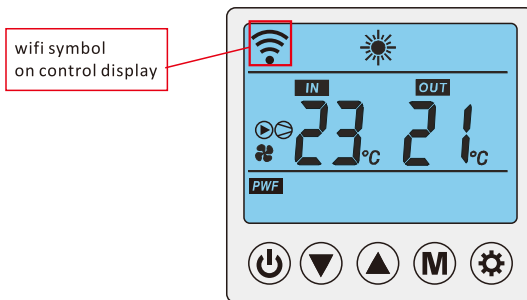 wifi symbol
on control display
IN
OUT
23°C
21°C
PWF
M